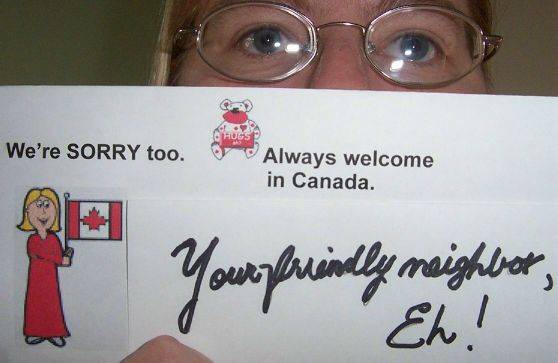 We're SORRY too.
HUGS
Always welcome
in Canada.
Your friendly neighbor,
Eh!